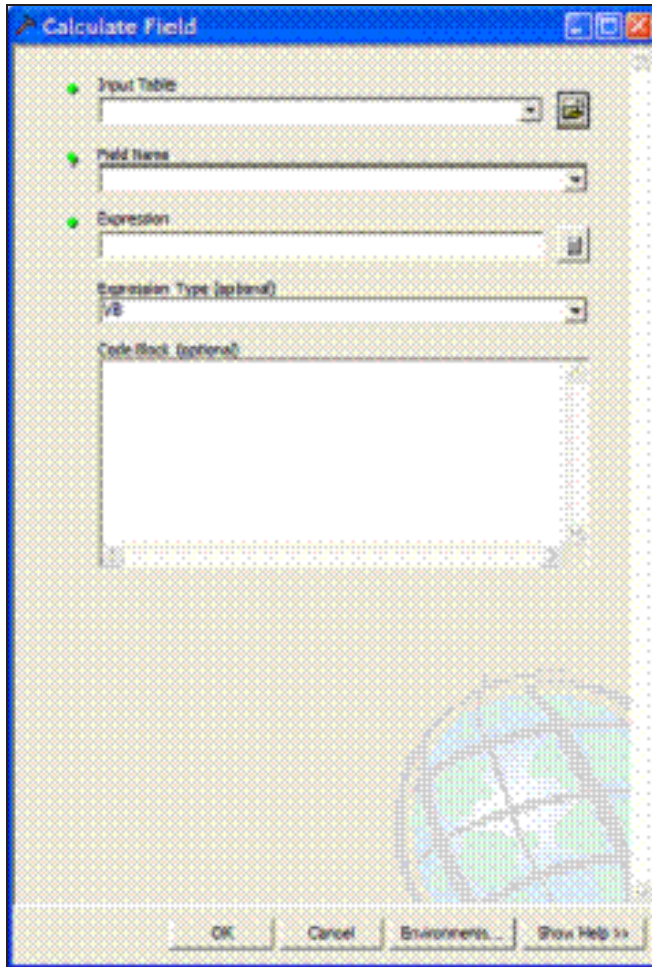 Calculate Field
Input Table
Field Name
Expression
Expression Type (optional)
VB
Code Block (optional)
OK Cancel Environments... Show Help >>